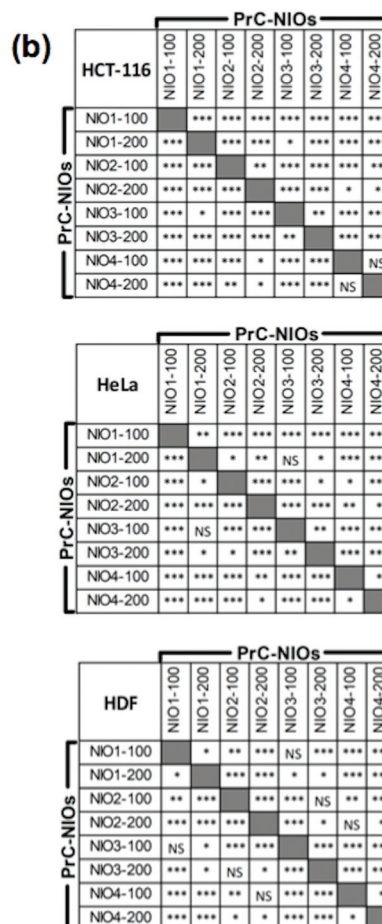 (b)
PrC-NIOs
HCT-116 NIO1-100 NIO1-200 NIO2-100 NIO2-200 NIO3-100 NIO3-200 NIO4-100 NIO4-200
PrC-NIOs
NIO1-100 *** *** *** *** *** *** **
NIO1-200 *** *** *** * *** *** **
NIO2-100 *** *** ** *** *** *** **
NIO2-200 *** *** *** *** *** * *
NIO3-100 *** * *** *** ** *** **
NIO3-200 *** *** *** *** ** *** **
NIO4-100 *** *** *** * *** *** NS
NIO4-200 *** *** ** * *** *** NS
PrC-NIOs
HeLa NIO1-100 NIO1-200 NIO2-100 NIO2-200 NIO3-100 NIO3-200 NIO4-100 NIO4-200
PrC-NIOs
NIO1-100 ** *** *** *** *** *** **
NIO1-200 *** * ** NS * *** **
NIO2-100 *** * *** *** * * **
NIO2-200 *** *** *** *** *** ** *
NIO3-100 *** NS *** *** ** *** **
NIO3-200 *** * * *** ** *** **
NIO4-100 *** *** *** ** *** *** *
NIO4-200 *** *** *** * *** *** *
PrC-NIOs
HDF NIO1-100 NIO1-200 NIO2-100 NIO2-200 NIO3-100 NIO3-200 NIO4-100 NIO4-200
PrC-NIOs
NIO1-100 * ** *** NS *** *** **
NIO1-200 * *** *** * * *** **
NIO2-100 ** *** *** *** NS ** **
NIO2-200 *** *** *** *** * NS *
NIO3-100 NS * *** *** *** *** **
NIO3-200 *** * NS * *** * **
NIO4-100 *** *** ** NS *** * *
NIO4-200